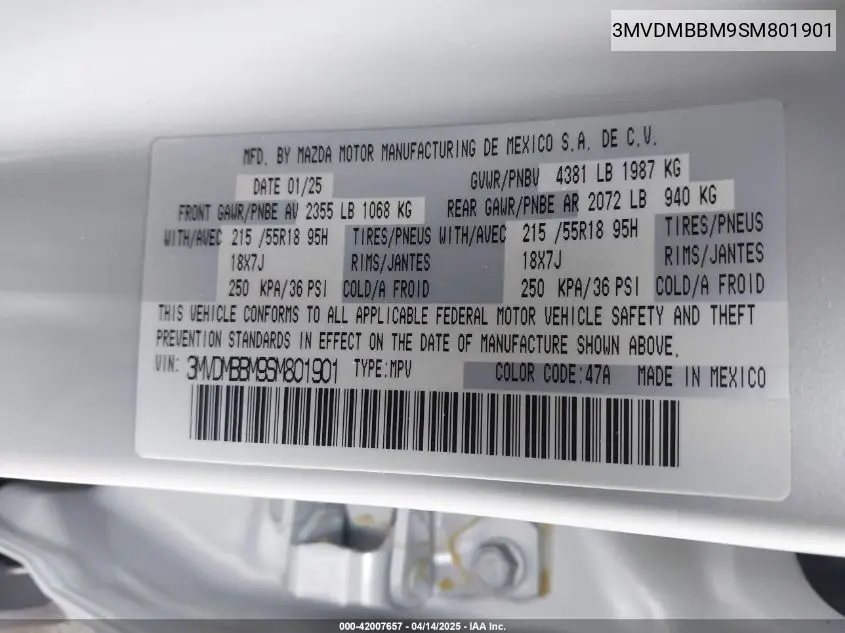 3MVDMBBM9SM801901
MFD. BY MAZDA MOTOR MANUFACTURING DE MEXICO S.A. DE C.V.
DATE 01/25 GVWR/PNBV 4381 LB 1987 KG
FRONT GAWR/PNBE AV 2355 LB 1068 KG REAR GAWR/PNBE AR 2072 LB 940 KG
WITH/AVEC 215 /55R18 95H TIRES/PNEUS WITH/AVEC 215 /55R18 95H TIRES/PNEUS
18X7J RIMS/JANTES 18X7J RIMS/JANTES
250 KPA/36 PSI COLD/A FROID 250 KPA/36 PSI COLD/A FROID
THIS VEHICLE CONFORMS TO ALL APPLICABLE FEDERAL MOTOR VEHICLE SAFETY AND THEFT
PREVENTION STANDARDS IN EFFECT ON THE DATE OF MANUFACTURE SHOWN ABOVE.
VIN: 3MVDMBBM9SM801901 TYPE:MPV COLOR CODE:47A MADE IN MEXICO
000-42007657 - 04/14/2025 - IAA Inc.